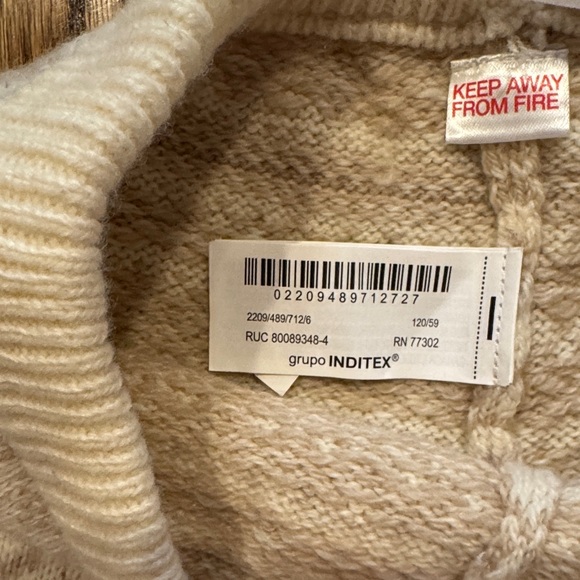 KEEP AWAY
FROM FIRE
02209489712727
2209/489/712/6 120/59
RUC 80089348-4 RN 77302
grupo INDITEX®